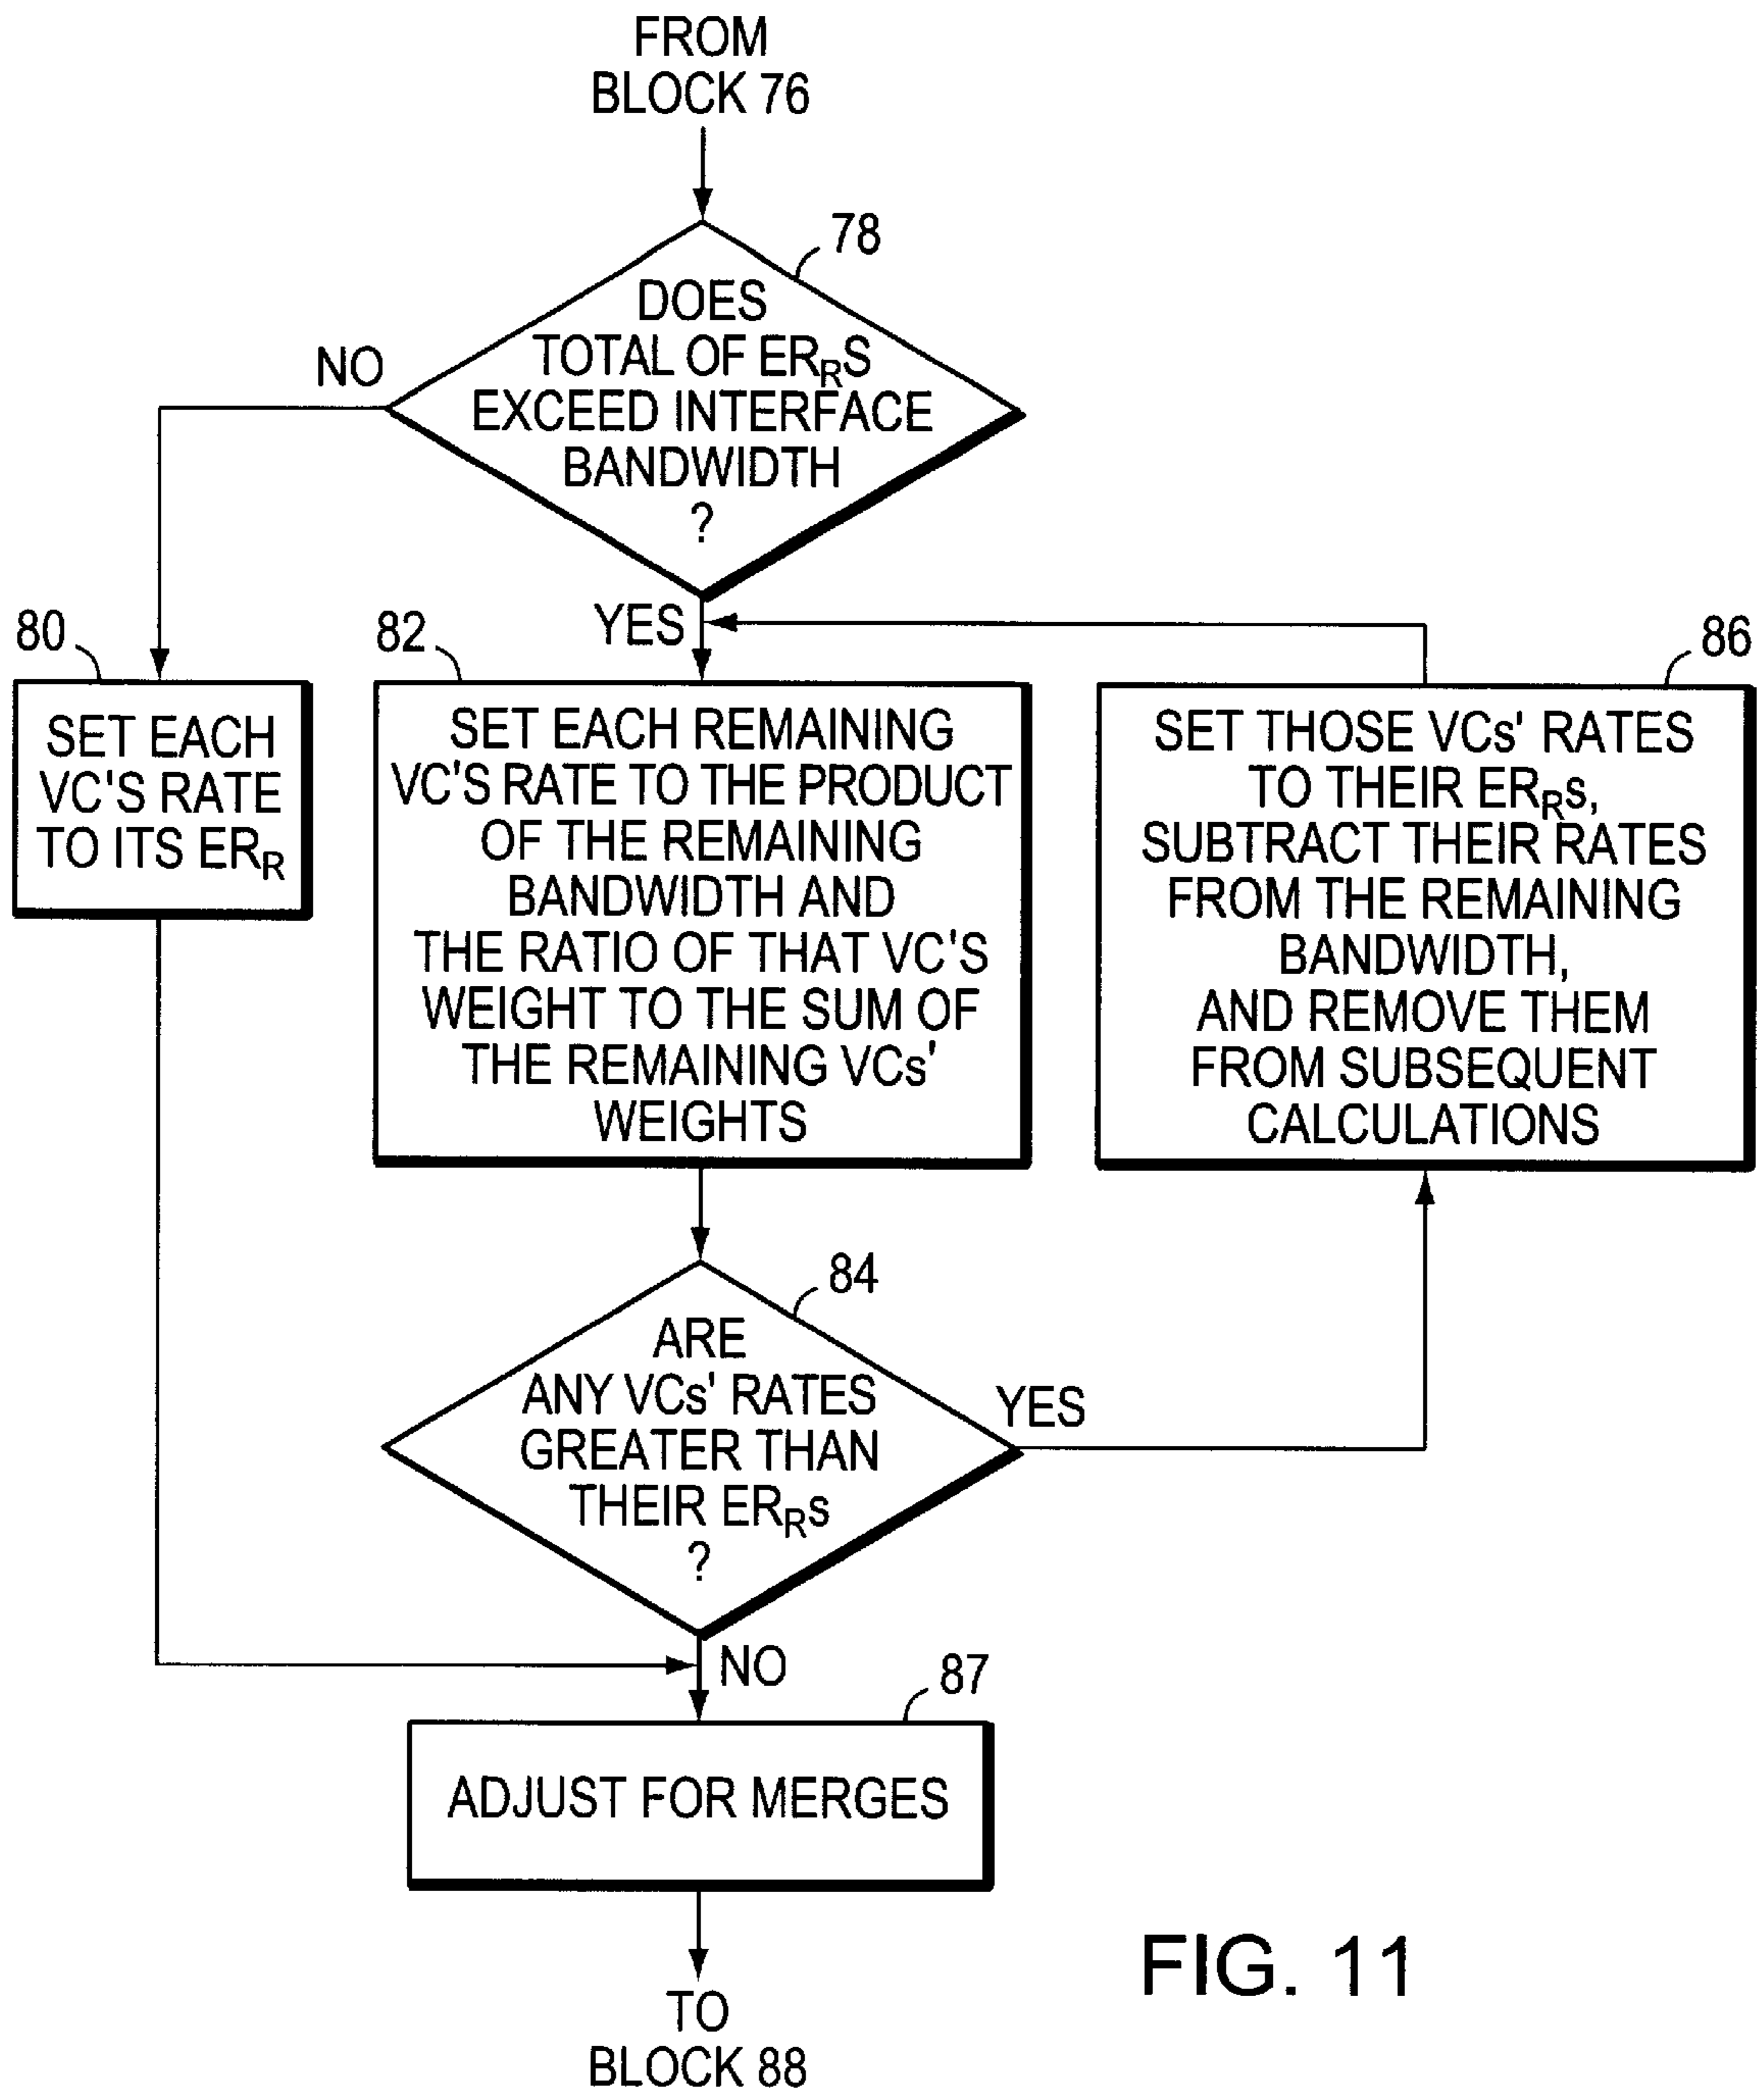 FROM
BLOCK 76
78
DOES
TOTAL OF ERRS
EXCEED INTERFACE
BANDWIDTH
?
NO
YES
80
SET EACH
VC'S RATE
TO ITS ERR
82
SET EACH REMAINING
VC'S RATE TO THE PRODUCT
OF THE REMAINING
BANDWIDTH AND
THE RATIO OF THAT VC'S
WEIGHT TO THE SUM OF
THE REMAINING VCs'
WEIGHTS
86
SET THOSE VCs' RATES
TO THEIR ERRs,
SUBTRACT THEIR RATES
FROM THE REMAINING
BANDWIDTH,
AND REMOVE THEM
FROM SUBSEQUENT
CALCULATIONS
84
ARE
ANY VCs' RATES
GREATER THAN
THEIR ERRs
?
YES
NO
87
ADJUST FOR MERGES
TO
BLOCK 88
FIG. 11